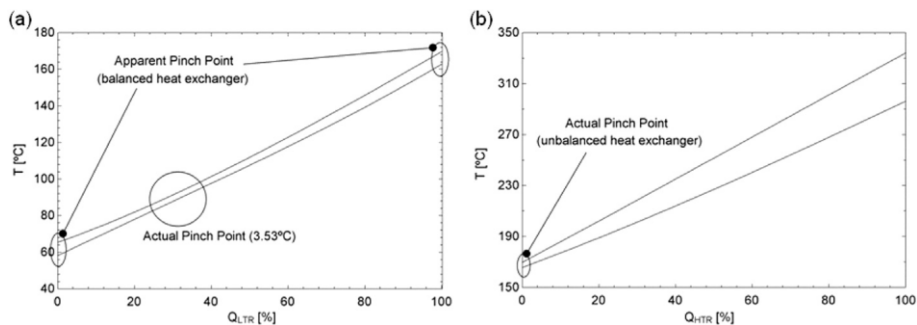 (a)
180
160
140
120
100
80
60
40
T [ºC]
Apparent Pinch Point
(balanced heat exchanger)
Actual Pinch Point (3.53ºC)
0
20
40
60
80
100
Q_LTR [%]
(b)
350
310
270
230
190
150
T [ºC]
Actual Pinch Point
(unbalanced heat exchanger)
0
20
40
60
80
100
Q_HTR [%]